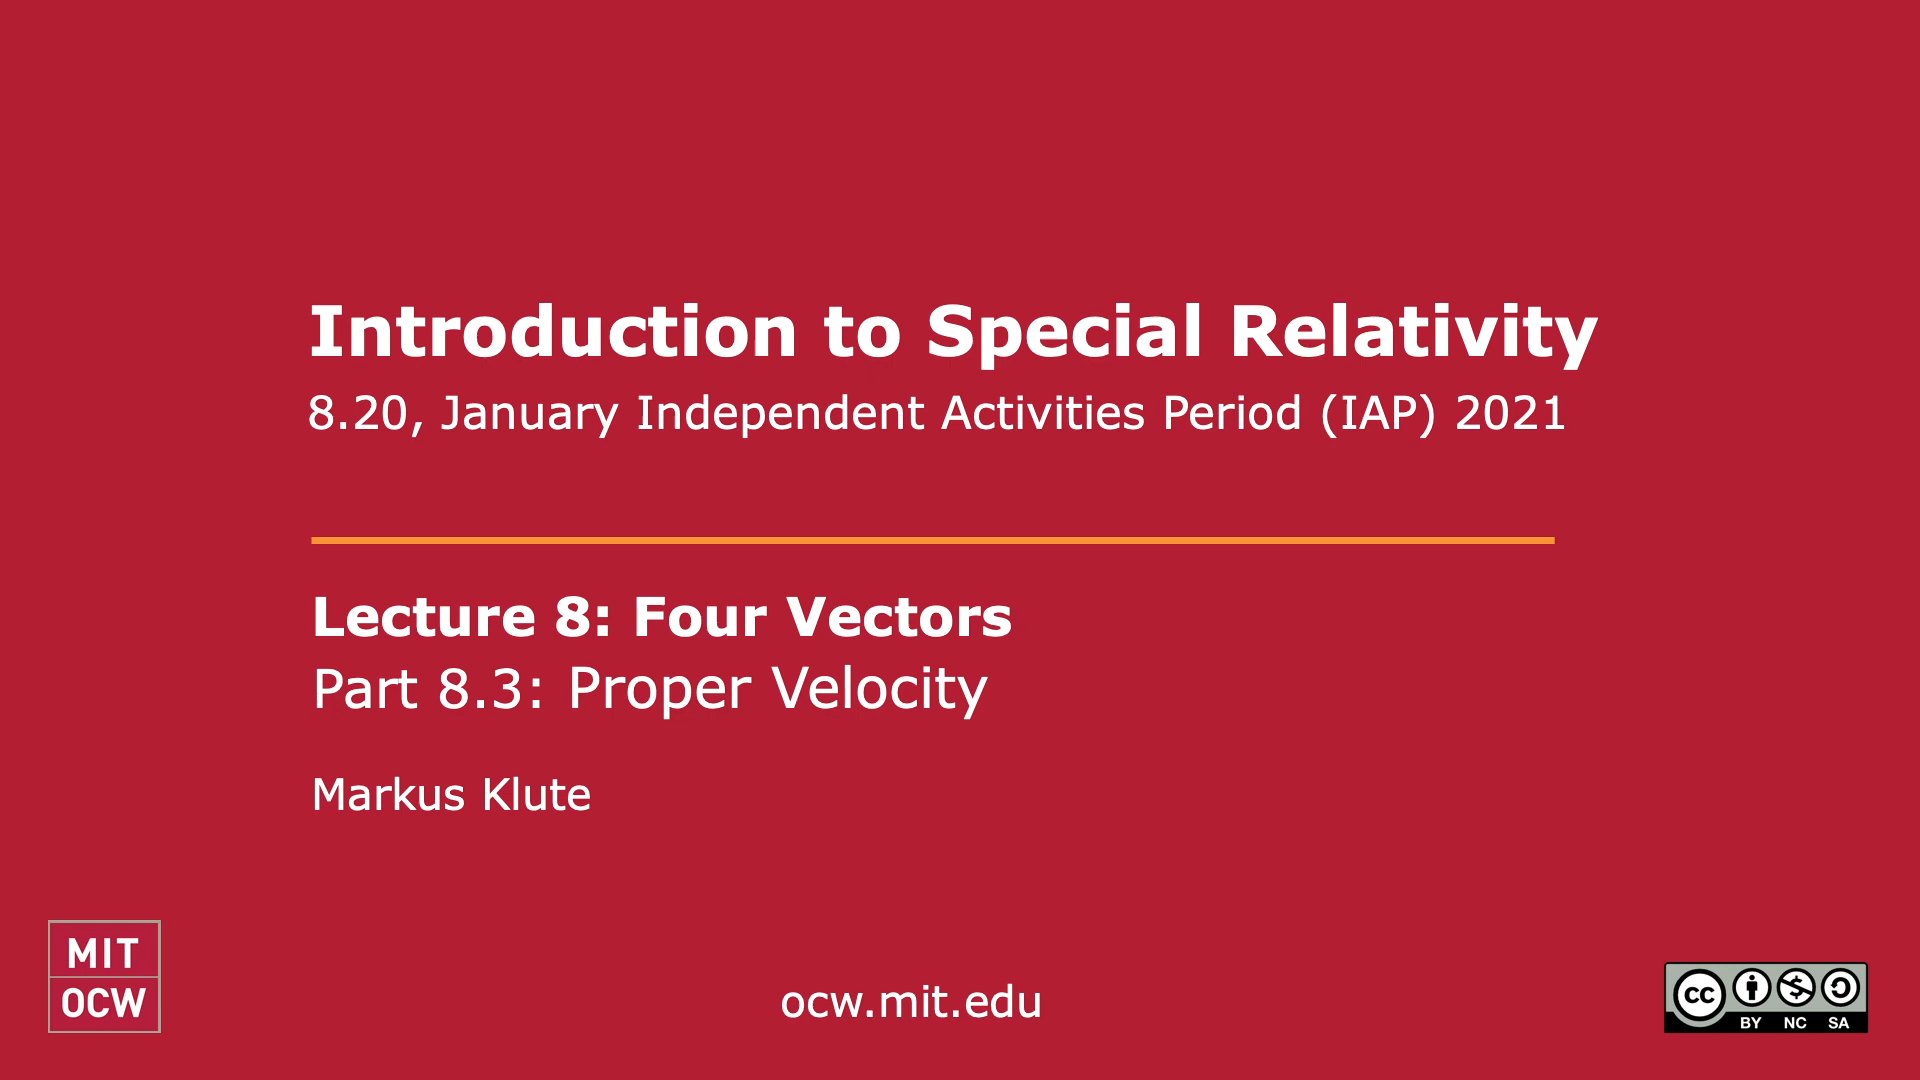 Introduction to Special Relativity
8.20, January Independent Activities Period (IAP) 2021
Lecture 8: Four Vectors
Part 8.3: Proper Velocity
Markus Klute
MIT
OCW
ocw.mit.edu
cc
BY NC SA